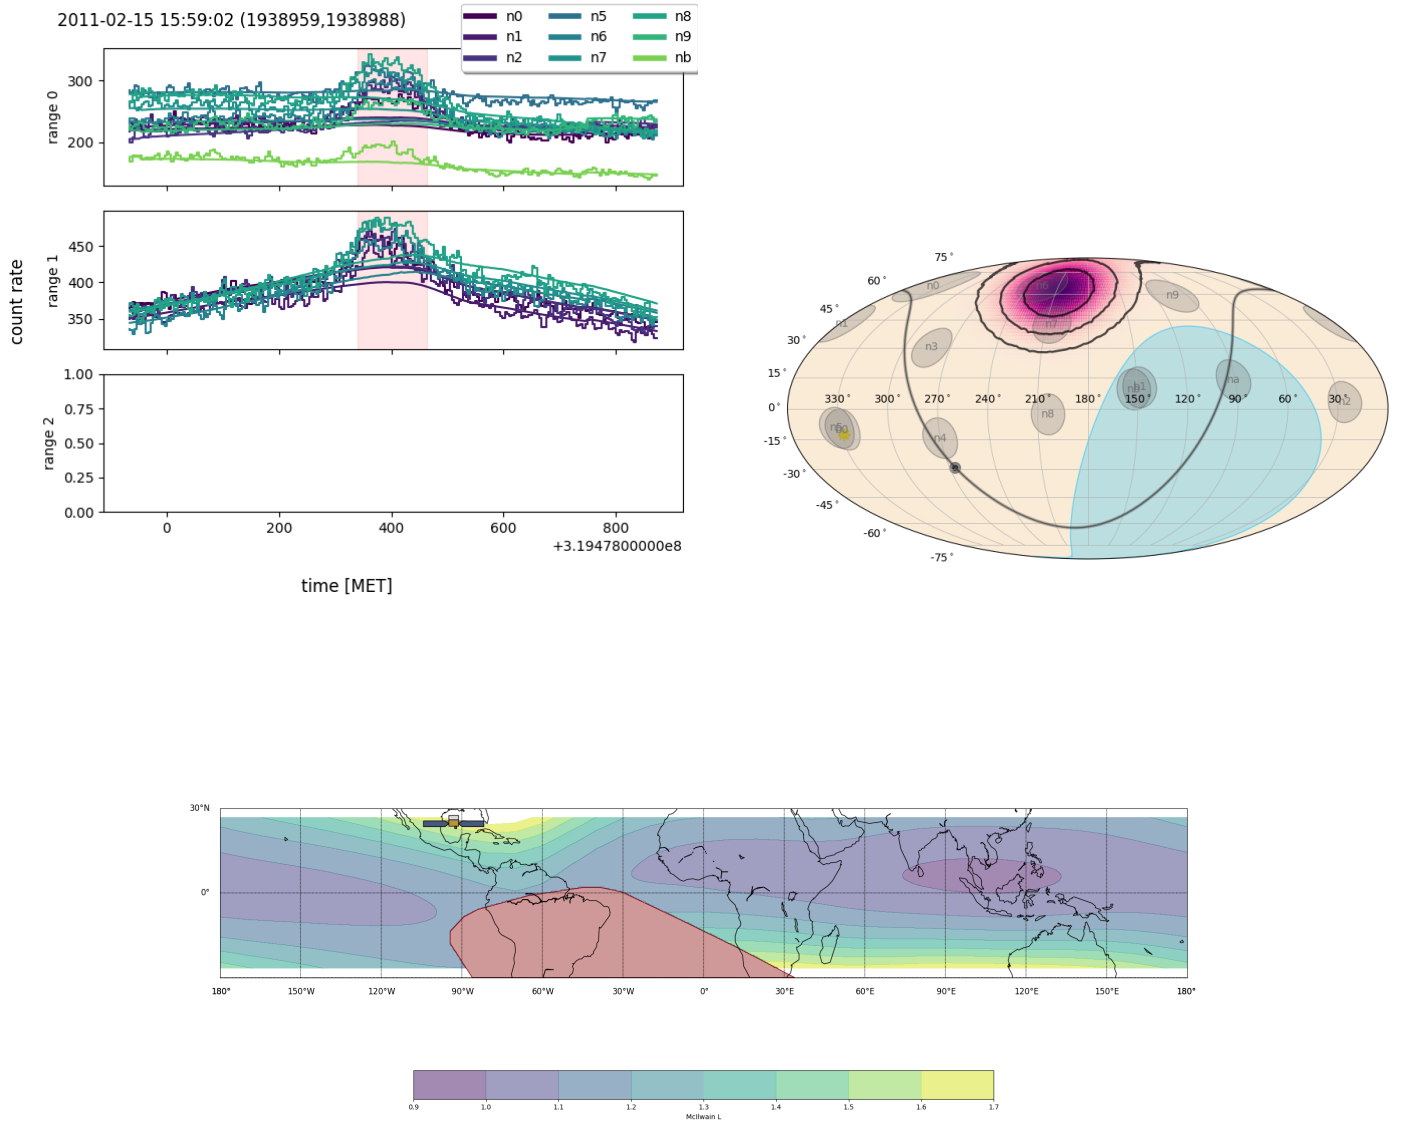 2011-02-15 15:59:02 (1938959,1938988)
n0 n5 n8
n1 n6 n9
n2 n7 nb
range 0
300
200
count rate
range 1
450
400
350
range 2
1.00
0.75
0.50
0.25
0.00
0 200 400 600 800
+3.1947800000e8
time [MET]
75°
60°
45°
30°
15°
0°
-15°
-30°
-45°
-60°
-75°
330° 300° 270° 240° 210° 180° 150° 120° 90° 60° 30°
n0
n6
n9
n1
n7
n3
na
n8
n4
30°N
0°
180° 150°W 120°W 90°W 60°W 30°W 0° 30°E 60°E 90°E 120°E 150°E 180°
0.9 1.0 1.1 1.2 1.3 1.4 1.5 1.6 1.7
McIlwain L